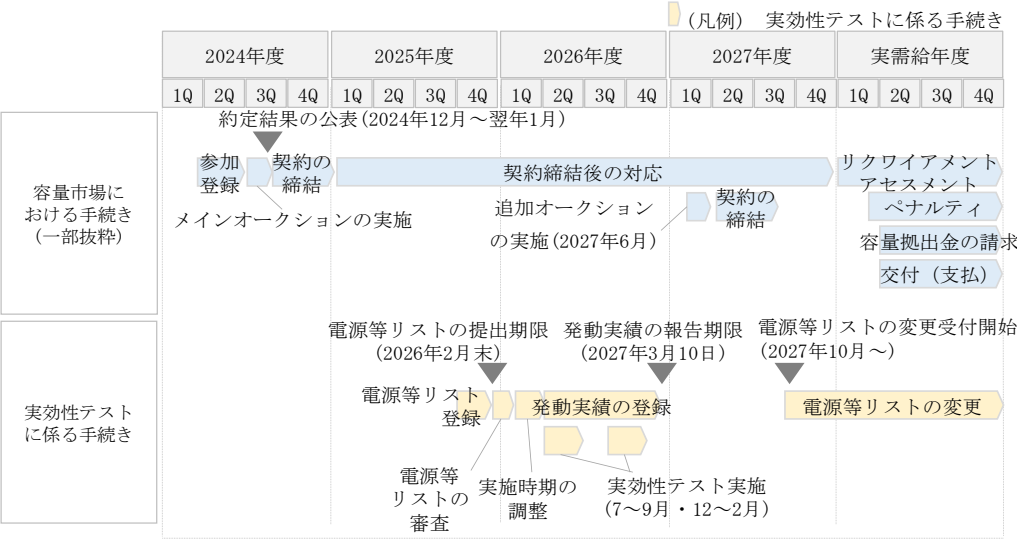 (凡例) 実効性テストに係る手続き
2024年度
2025年度
2026年度
2027年度
実需給年度
1Q 2Q 3Q 4Q 1Q 2Q 3Q 4Q 1Q 2Q 3Q 4Q 1Q 2Q 3Q 4Q 1Q 2Q 3Q 4Q
容量市場に
おける手続き
(一部抜粋)
約定結果の公表(2024年12月～翌年1月)
参加
登録
契約の
締結
メインオークションの実施
契約締結後の対応
追加オークション
の実施(2027年6月)
契約の
締結
リクワイアメント
アセスメント
ペナルティ
容量拠出金の請求
交付（支払）
実効性テスト
に係る手続き
電源等リストの提出期限
(2026年2月末)
発動実績の報告期限
(2027年3月10日)
電源等リストの変更受付開始
(2027年10月～)
電源等リスト
登録
発動実績の登録
電源等リストの変更
電源等
リストの
審査
実施時期の
調整
実効性テスト実施
(7～9月・12～2月)